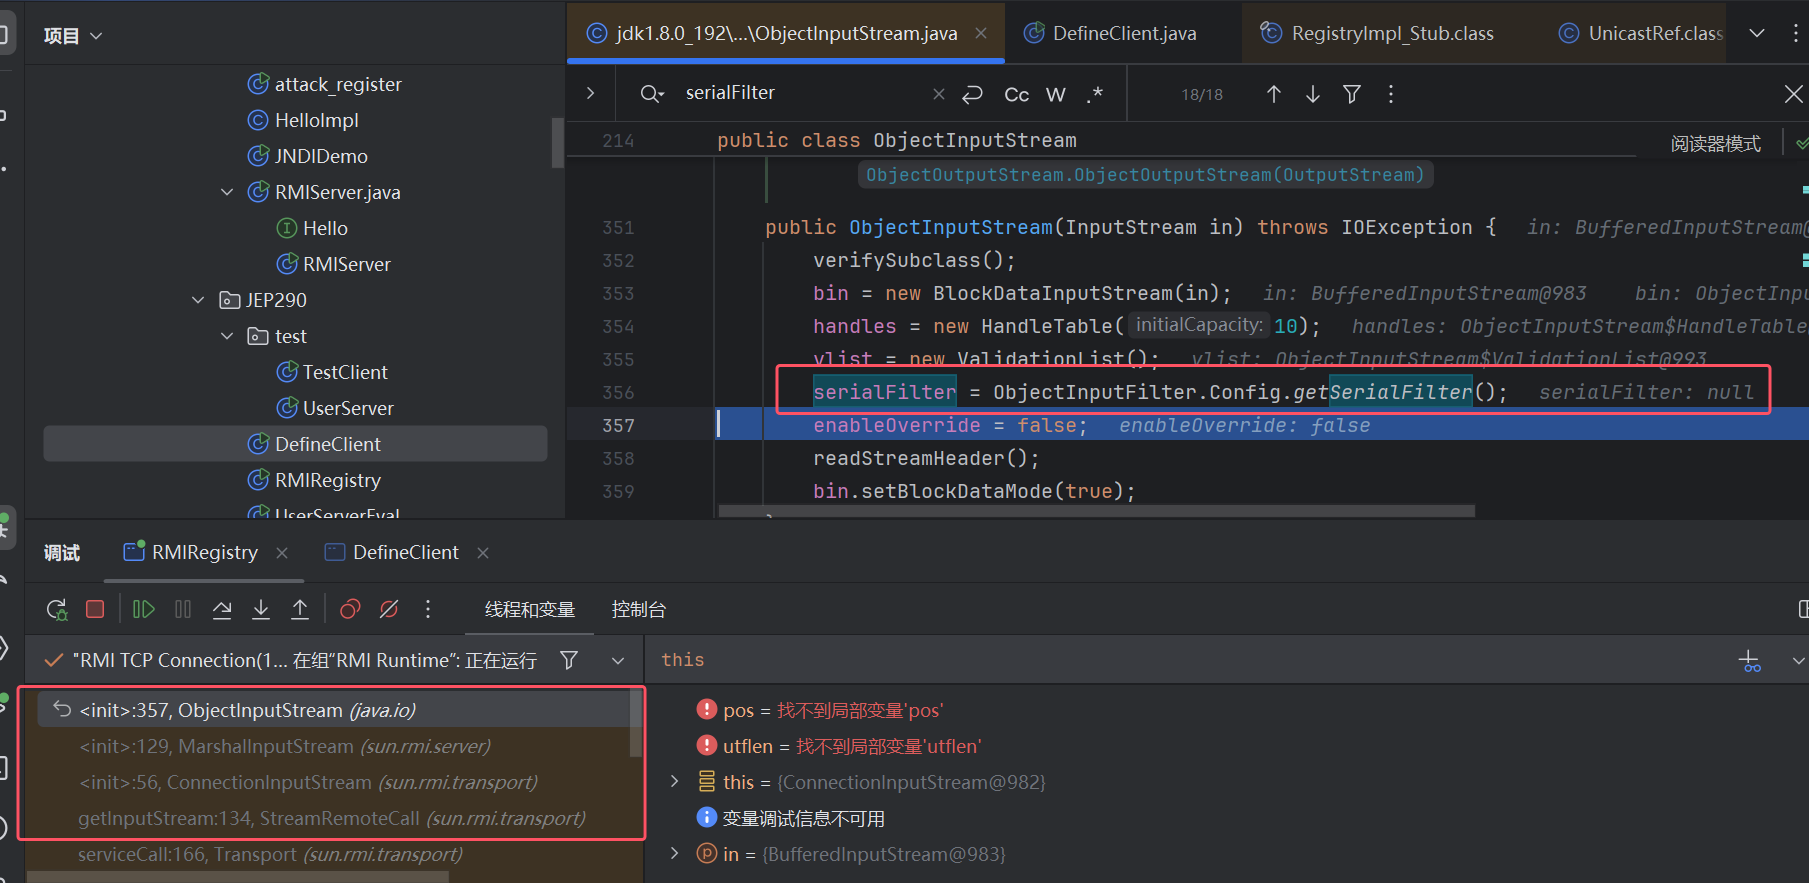 项目
jdk1.8.0_192\...\ObjectInputStream.java
DefineClient.java
RegistryImpl_Stub.class
UnicastRef.class
attack_register
HelloImpl
JNDIDemo
RMIServer.java
Hello
RMIServer
JEP290
test
TestClient
UserServer
DefineClient
RMIRegistry
UserServerEval
serialFilter
Cc W .*
18/18
214 public class ObjectInputStream
阅读器模式
ObjectOutputStream.ObjectOutputStream(OutputStream)
351 public ObjectInputStream(InputStream in) throws IOException { in: BufferedInputStream@
352 verifySubclass();
353 bin = new BlockDataInputStream(in); in: BufferedInputStream@983 bin: ObjectInpu
354 handles = new HandleTable( initialCapacity: 10); handles: ObjectInputStream$HandleTable
355 vlist = new ValidationList(); vlist: ObjectInputStream$ValidationList@993
356 serialFilter = ObjectInputFilter.Config.getSerialFilter(); serialFilter: null
357 enableOverride = false; enableOverride: false
358 readStreamHeader();
359 bin.setBlockDataMode(true);
}
调试
RMIRegistry
DefineClient
线程和变量
控制台
"RMI TCP Connection(1... 在组“RMI Runtime”: 正在运行
this
<init>:357, ObjectInputStream (java.io)
<init>:129, MarshalInputStream (sun.rmi.server)
<init>:56, ConnectionInputStream (sun.rmi.transport)
getInputStream:134, StreamRemoteCall (sun.rmi.transport)
serviceCall:166, Transport (sun.rmi.transport)
pos = 找不到局部变量'pos'
utflen = 找不到局部变量'utflen'
this = {ConnectionInputStream@982}
变量调试信息不可用
in = {BufferedInputStream@983}